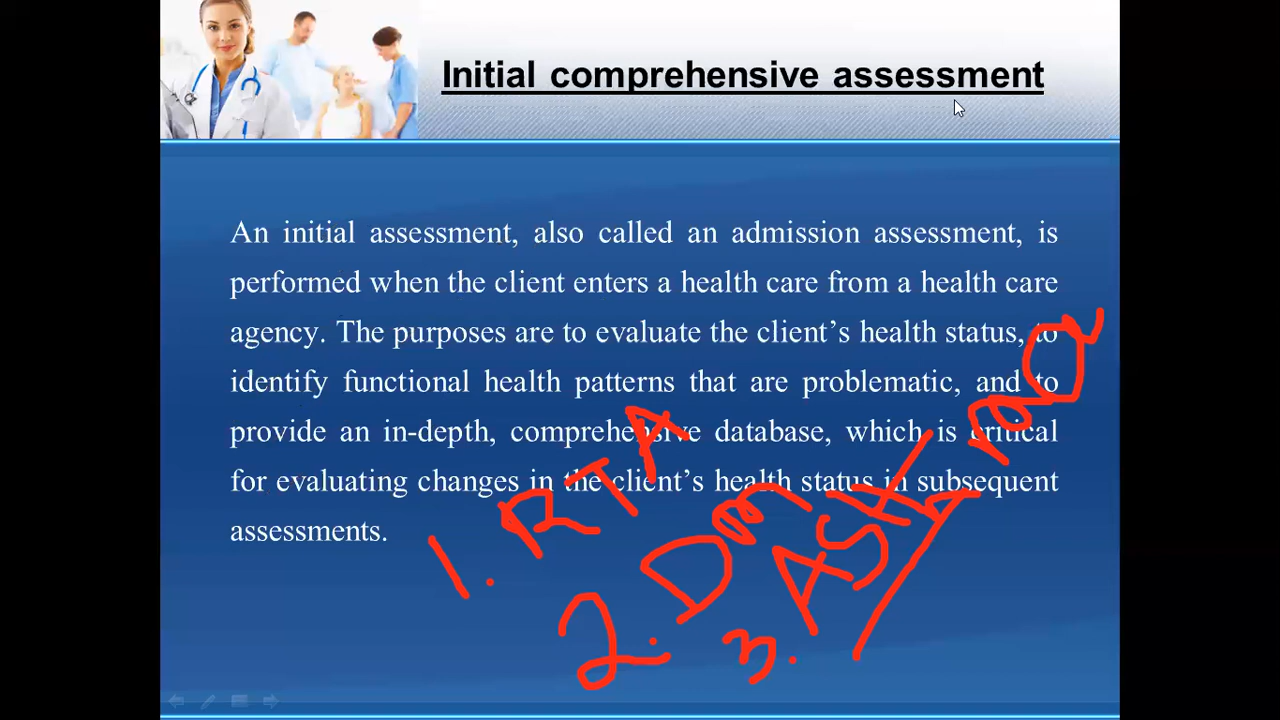 Initial comprehensive assessment
An initial assessment, also called an admission assessment, is
performed when the client enters a health care from a health care
agency. The purposes are to evaluate the client’s health status, to
identify functional health patterns that are problematic, and to
provide an in-depth, comprehensive database, which is critical
for evaluating changes in the client’s health status in subsequent
assessments.
1. RTA
2. Dm
3.